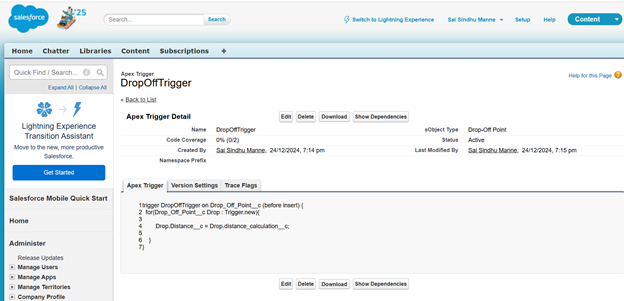 salesforce
'25
Search...
Search
Switch to Lightning Experience
Sai Sindhu Manne
Setup
Help
Content
Home
Chatter
Libraries
Content
Subscriptions
+
Quick Find / Search...
Expand All | Collapse All
Lightning Experience
Transition Assistant
Move to the new, more productive
Salesforce.
Get Started
Salesforce Mobile Quick Start
Home
Administer
Release Updates
Manage Users
Manage Apps
Manage Territories
Company Profile
Apex Trigger
DropOffTrigger
Help for this Page
« Back to List
Apex Trigger Detail
Edit Delete Download Show Dependencies
Name DropOffTrigger sObject Type Drop-Off Point
Code Coverage 0% (0/2) Status Active
Created By Sai Sindhu Manne, 24/12/2024, 7:14 pm Last Modified By Sai Sindhu Manne, 24/12/2024, 7:15 pm
Namespace Prefix
Apex Trigger Version Settings Trace Flags
1trigger DropOffTrigger on Drop_Off_Point__c (before insert) {
2 for(Drop_Off_Point__c Drop : Trigger.new){
3
4 Drop.Distance__c = Drop.distance_calculation__c;
5
6 }
7}
Edit Delete Download Show Dependencies